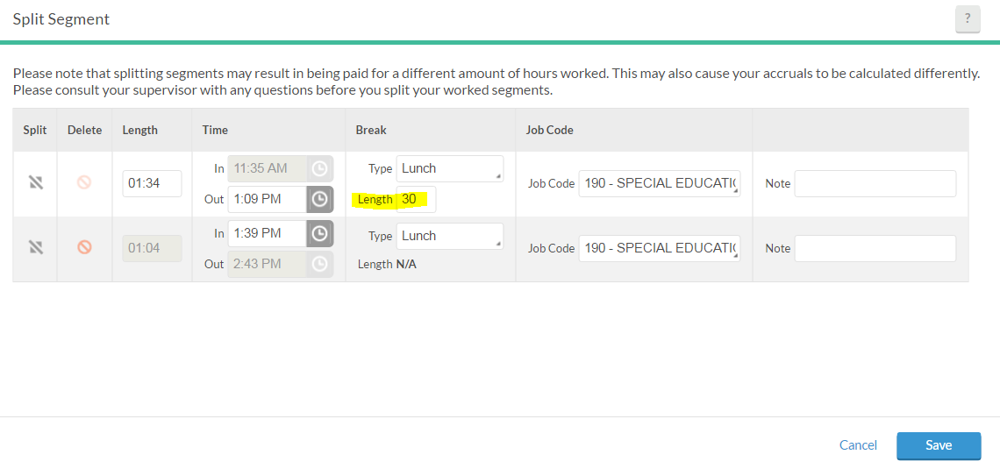 Split Segment
?
Please note that splitting segments may result in being paid for a different amount of hours worked. This may also cause your accruals to be calculated differently.
Please consult your supervisor with any questions before you split your worked segments.
Split Delete Length Time Break Job Code
In 11:35 AM Type Lunch
01:34 Job Code 190 - SPECIAL EDUCATI( Note
Out 1:09 PM Length 30
In 1:39 PM Type Lunch
01:04 Job Code 190 - SPECIAL EDUCATI( Note
Out 2:43 PM Length N/A
Cancel Save